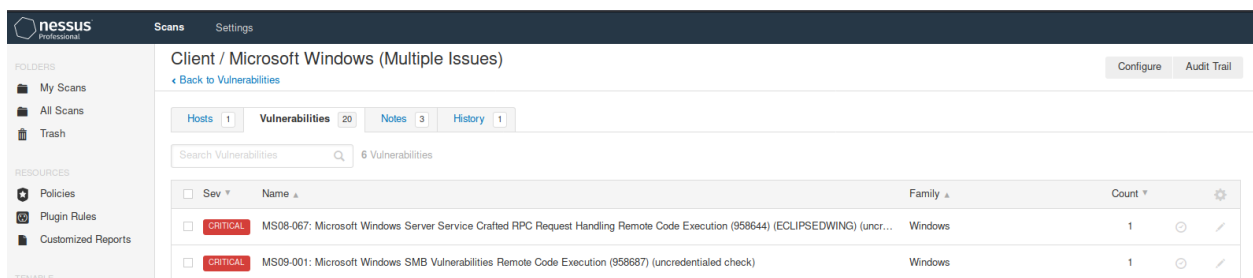 nessus
Professional
Scans Settings
FOLDERS
My Scans
All Scans
Trash
RESOURCES
Policies
Plugin Rules
Customized Reports
TENABLE
Client / Microsoft Windows (Multiple Issues)
Back to Vulnerabilities
Configure Audit Trail
Hosts 1 Vulnerabilities 20 Notes 3 History 1
Search Vulnerabilities 6 Vulnerabilities
Sev Name Family Count
CRITICAL MS08-067: Microsoft Windows Server Service Crafted RPC Request Handling Remote Code Execution (958644) (ECLIPSEDWING) (uncr... Windows 1
CRITICAL MS09-001: Microsoft Windows SMB Vulnerabilities Remote Code Execution (958687) (uncredentialed check) Windows 1